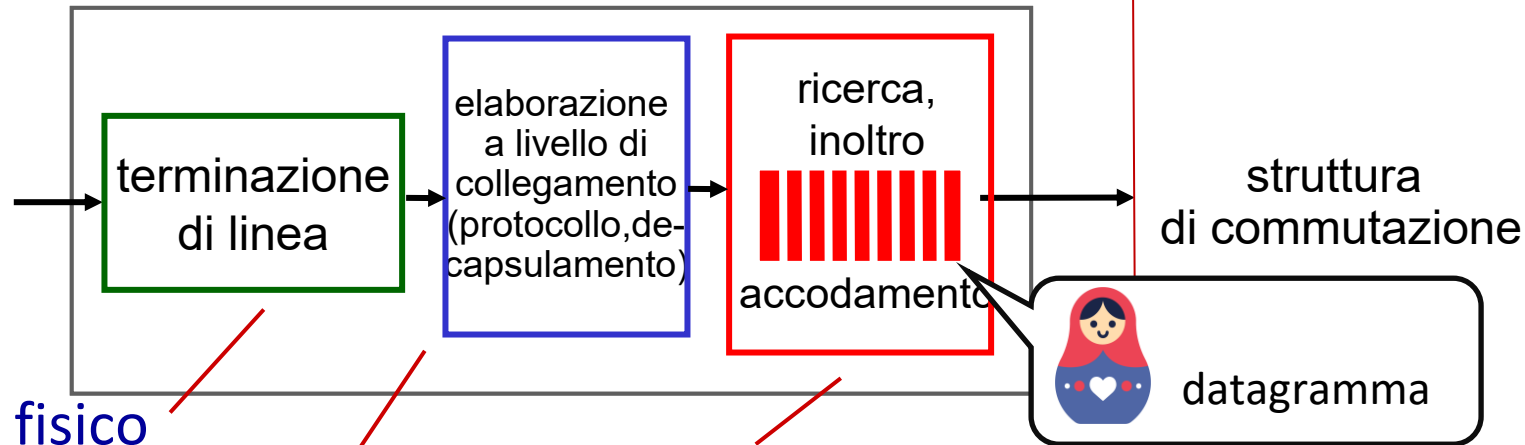 terminazione
di linea
elaborazione
a livello di
collegamento
(protocollo,de-
capsulamento)
ricerca,
inoltro
accodamento
struttura
di commutazione
datagramma
fisico